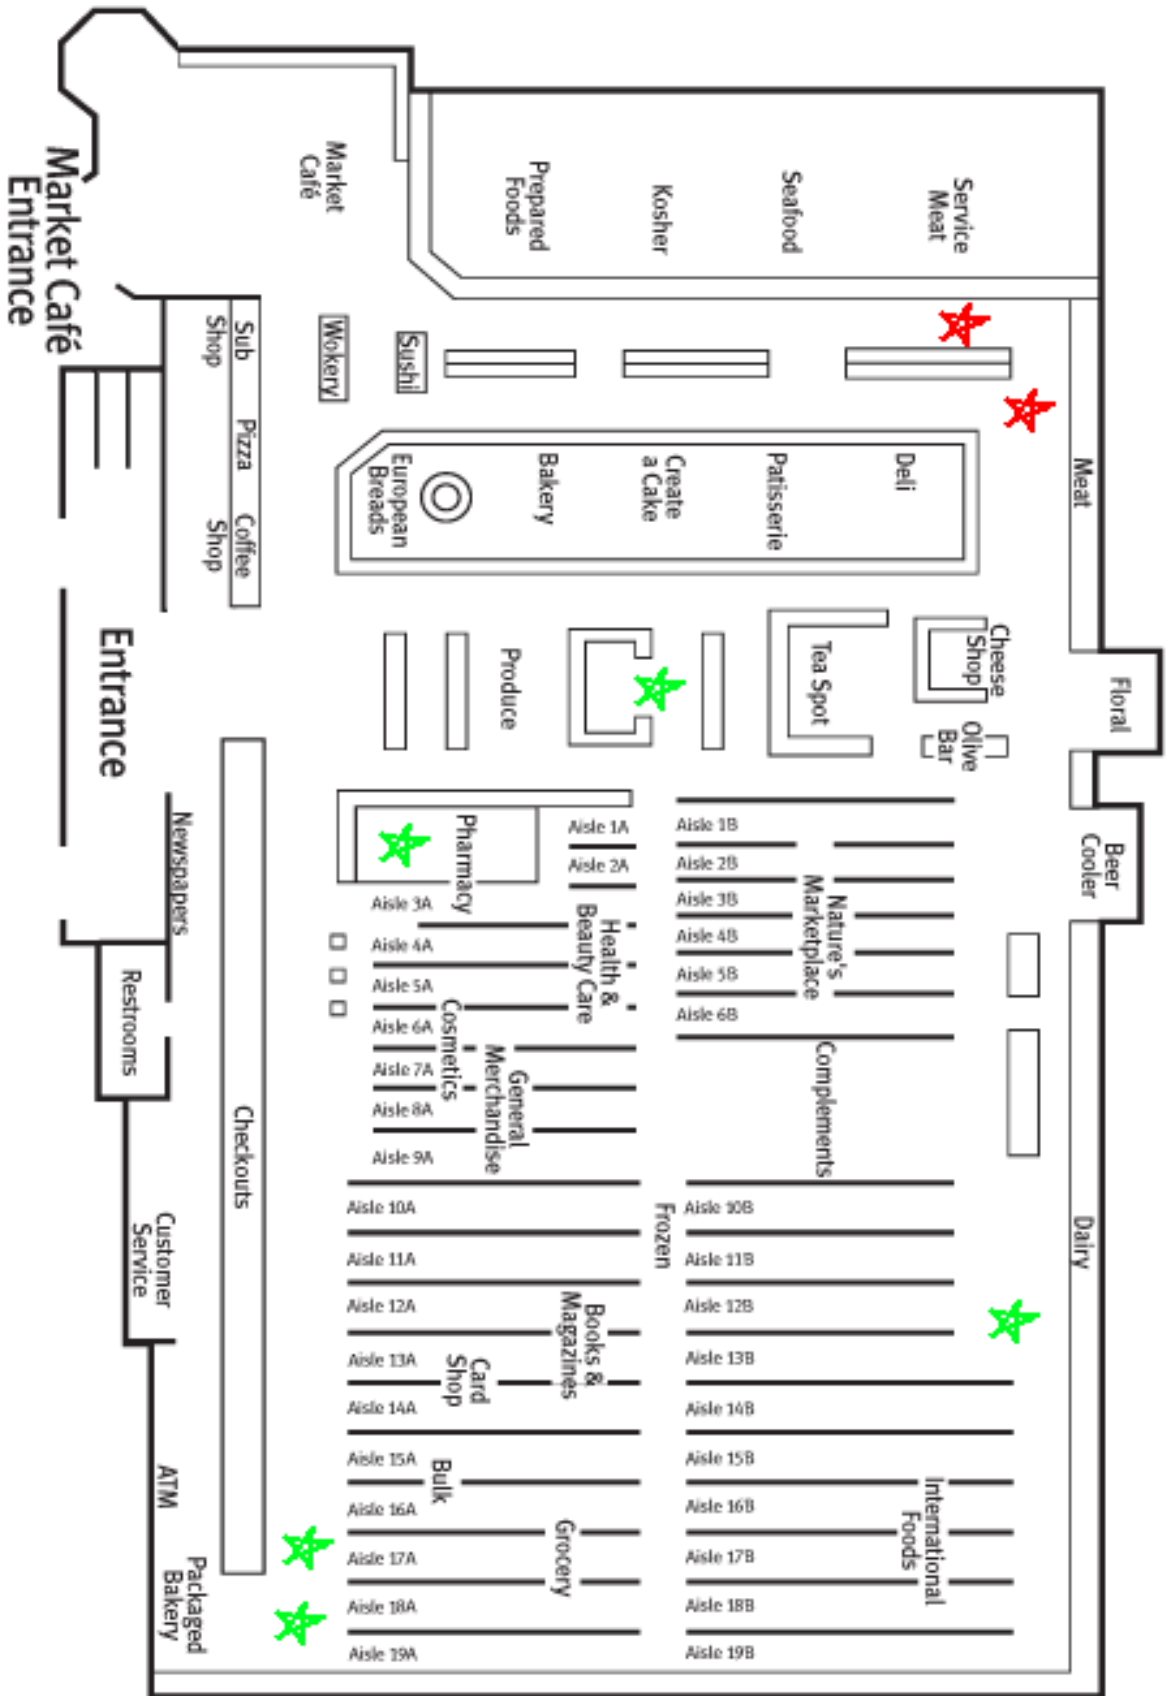 Market Café
Entrance
Market
Café
Prepared
Foods
Kosher
Seafood
Service
Meat
Sub
Shop
Pizza
Coffee
Shop
Wokery
Sushi
European
Breads
Bakery
Create
a Cake
Patisserie
Deli
Meat
Entrance
Produce
Tea Spot
Cheese
Shop
Olive
Bar
Floral
Beer
Cooler
Newspapers
Restrooms
Checkouts
Customer
Service
ATM
Packaged
Bakery
Pharmacy
Aisle 1A
Aisle 2A
Aisle 3A
Aisle 4A
Aisle 5A
Aisle 6A
Aisle 7A
Aisle 8A
Aisle 9A
Aisle 10A
Aisle 11A
Aisle 12A
Aisle 13A
Aisle 14A
Aisle 15A
Aisle 16A
Aisle 17A
Aisle 18A
Aisle 19A
Health &
Beauty Care
Cosmetics
General
Merchandise
Books &
Magazines
Card
Shop
Bulk
Grocery
Frozen
Aisle 1B
Aisle 2B
Aisle 3B
Aisle 4B
Aisle 5B
Aisle 6B
Aisle 10B
Aisle 11B
Aisle 12B
Aisle 13B
Aisle 14B
Aisle 15B
Aisle 16B
Aisle 17B
Aisle 18B
Aisle 19B
Nature's
Marketplace
Complements
International
Foods
Dairy